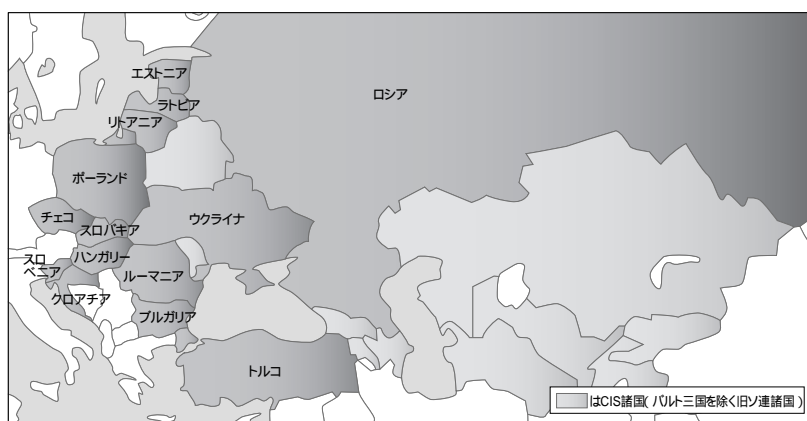 エストニア
ロシア
ラトビア
リトアニア
ポーランド
チェコ
スロバキア
ウクライナ
スロ
ベニア
ハンガリー
ルーマニア
クロアチア
ブルガリア
トルコ
はCIS諸国( バルト三国を除く旧ソ連諸国 )